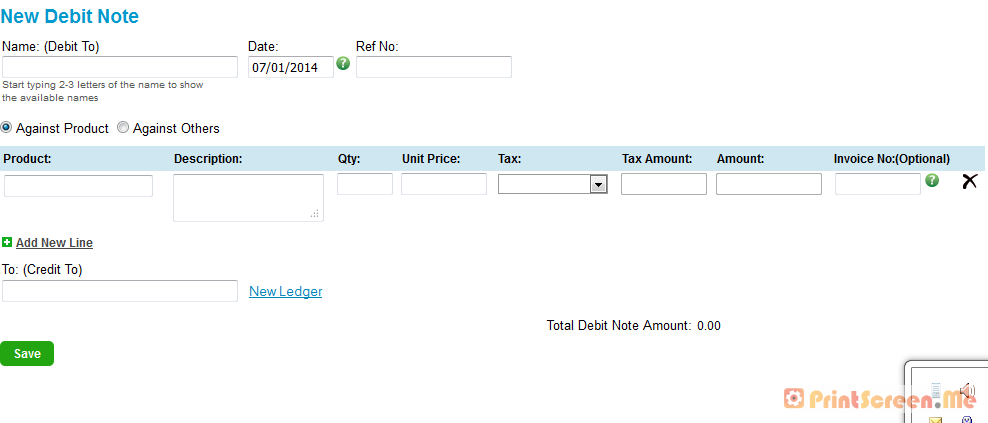 New Debit Note
Name: (Debit To) Date: Ref No:
07/01/2014 ?
Start typing 2-3 letters of the name to show
the available names
Against Product Against Others
Product: Description: Qty: Unit Price: Tax: Tax Amount: Amount: Invoice No:(Optional)
?
Add New Line
To: (Credit To)
New Ledger
Total Debit Note Amount: 0.00
Save
PrintScreen.Me